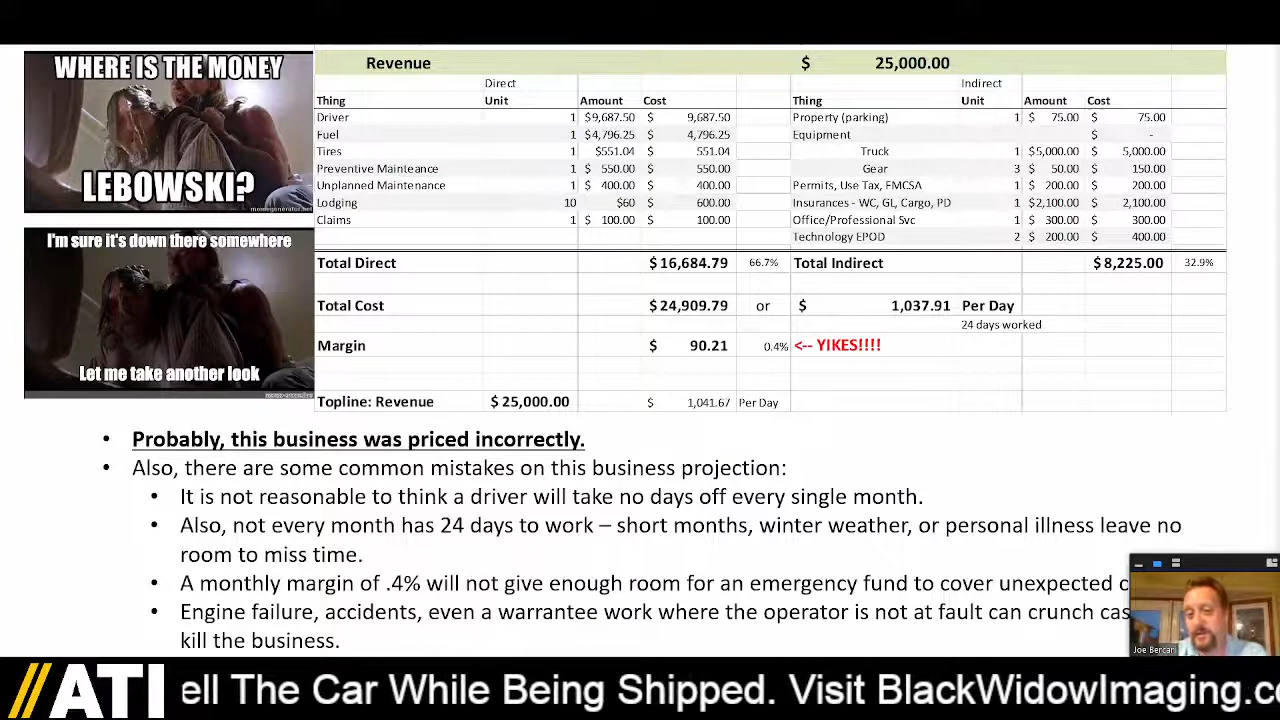 WHERE IS THE MONEY
LEBOWSKI?
memegenerator.net
I'm sure it's down there somewhere
Let me take another look
Revenue $ 25,000.00
Direct Indirect
Thing Unit Amount Cost Thing Unit Amount Cost
Driver 1 $9,687.50 $ 9,687.50 Property (parking) 1 $ 75.00 $ 75.00
Fuel 1 $4,796.25 $ 4,796.25 Equipment $ -
Tires 1 $551.04 $ 551.04 Truck 1 $5,000.00 $ 5,000.00
Preventive Mainteance 1 $ 550.00 $ 550.00 Gear 3 $ 50.00 $ 150.00
Unplanned Maintenance 1 $ 400.00 $ 400.00 Permits, Use Tax, FMCSA 1 $ 200.00 $ 200.00
Lodging 10 $60 $ 600.00 Insurances - WC, GL, Cargo, PD 1 $2,100.00 $ 2,100.00
Claims 1 $ 100.00 $ 100.00 Office/Professional Svc 1 $ 300.00 $ 300.00
Technology EPOD 2 $ 200.00 $ 400.00
Total Direct $16,684.79 66.7% Total Indirect $8,225.00 32.9%
Total Cost $24,909.79 or $ 1,037.91 Per Day
24 days worked
Margin $ 90.21 0.4% <-- YIKES!!!!
Topline: Revenue $ 25,000.00 $ 1,041.67 Per Day
• Probably, this business was priced incorrectly.
• Also, there are some common mistakes on this business projection:
• It is not reasonable to think a driver will take no days off every single month.
• Also, not every month has 24 days to work – short months, winter weather, or personal illness leave no
room to miss time.
• A monthly margin of .4% will not give enough room for an emergency fund to cover unexpected c
• Engine failure, accidents, even a warrantee work where the operator is not at fault can crunch cas
kill the business.
Joe Bercan
//ATI ell The Car While Being Shipped. Visit BlackWidowImaging.co